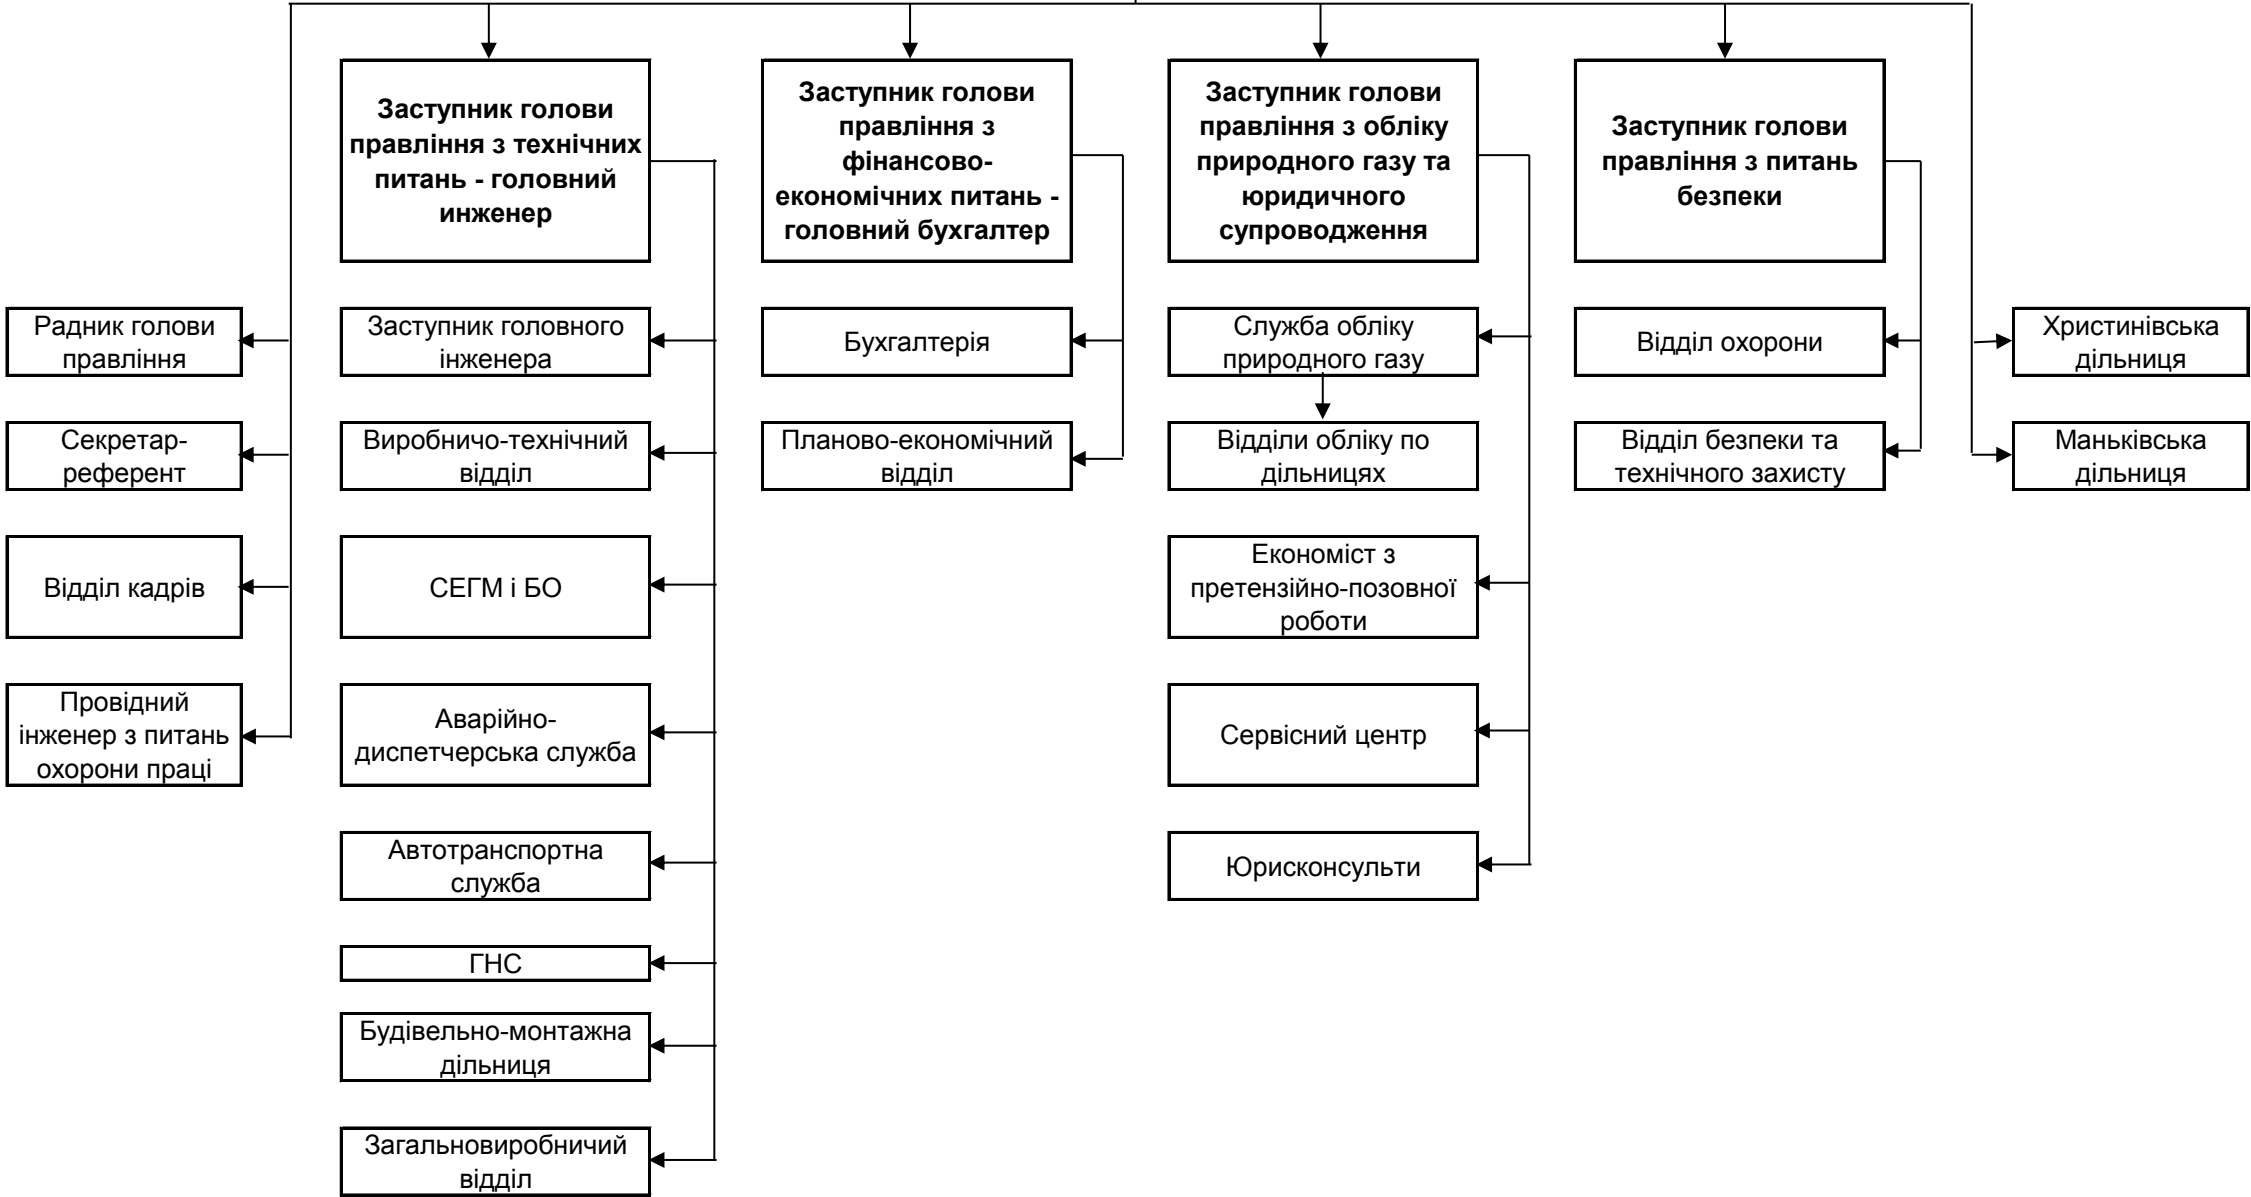 Заступник голови
правління з технічних
питань - головний
инженер
Заступник голови
правління з
фінансово-
економічних питань -
головний бухгалтер
Заступник голови
правління з обліку
природного газу та
юридичного
супроводження
Заступник голови
правління з питань
безпеки
Радник голови
правління
Заступник головного
інженера
Бухгалтерія
Служба обліку
природного газу
Відділ охорони
Христинівська
дільниця
Секретар-
референт
Виробничо-технічний
відділ
Планово-економічний
відділ
Відділи обліку по
дільницях
Відділ безпеки та
технічного захисту
Маньківська
дільниця
Відділ кадрів
СЕГМ і БО
Економіст з
претензійно-позовної
роботи
Провідний
інженер з питань
охорони праці
Аварійно-
диспетчерська служба
Сервісний центр
Автотранспортна
служба
Юрисконсульти
ГНС
Будівельно-монтажна
дільниця
Загальновиробничий
відділ